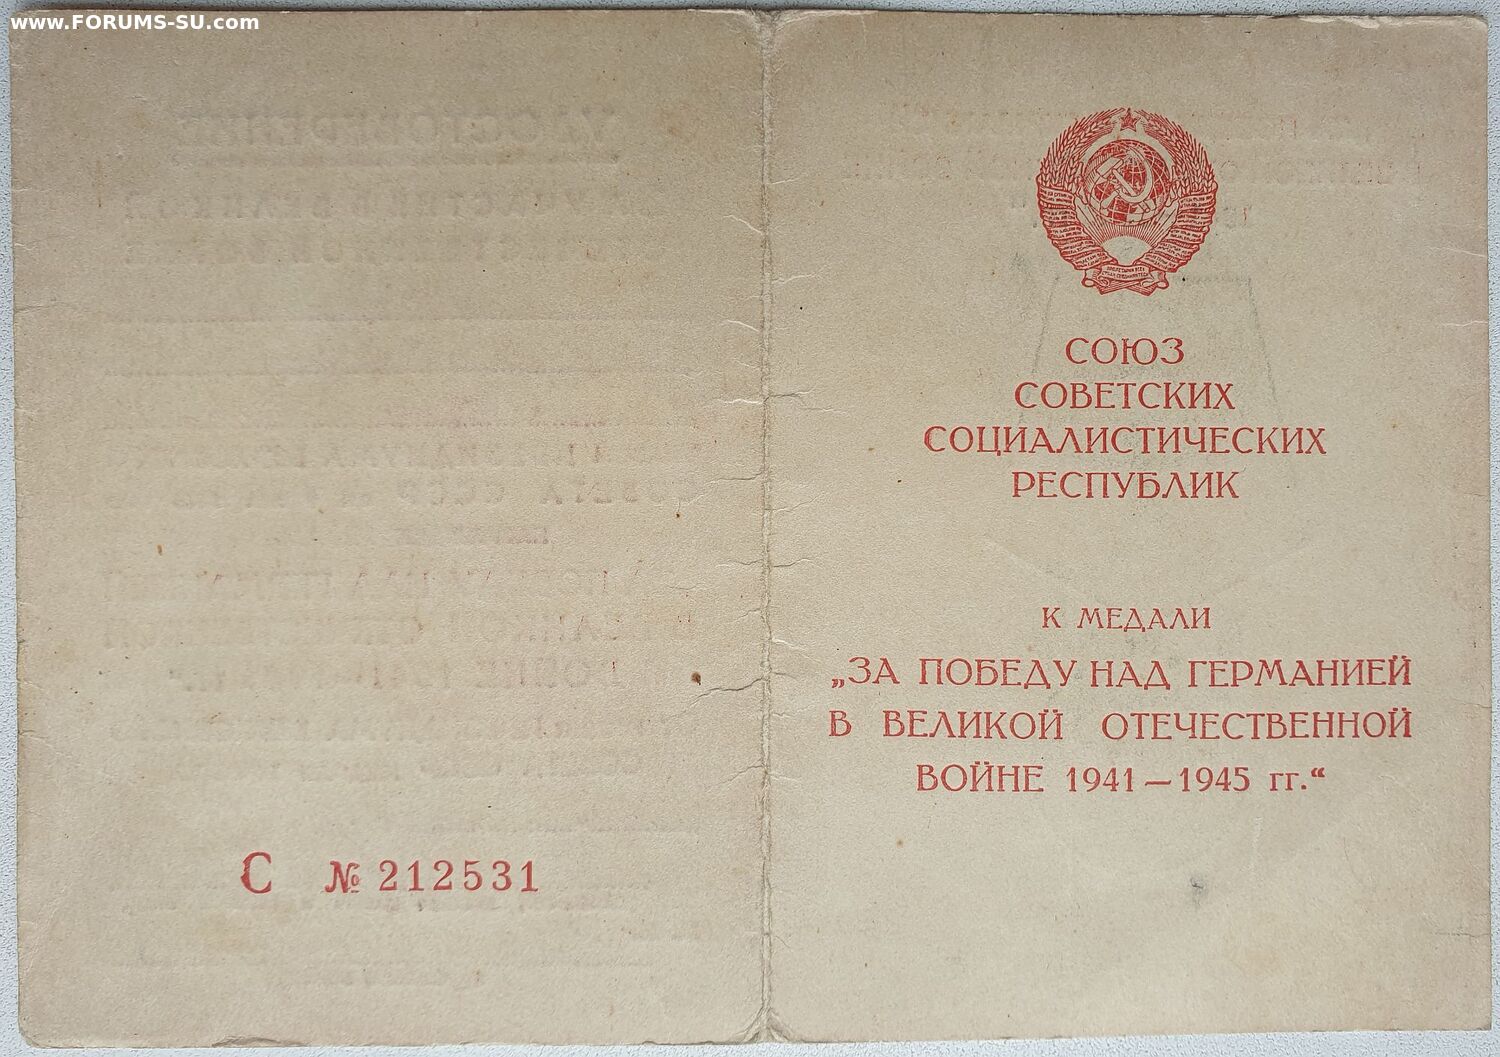 www.FORUMS-SU.com
С № 212531
СОЮЗ
СОВЕТСКИХ
СОЦИАЛИСТИЧЕСКИХ
РЕСПУБЛИК
К МЕДАЛИ
„ЗА ПОБЕДУ НАД ГЕРМАНИЕЙ
В ВЕЛИКОЙ ОТЕЧЕСТВЕННОЙ
ВОЙНЕ 1941—1945 гг.“